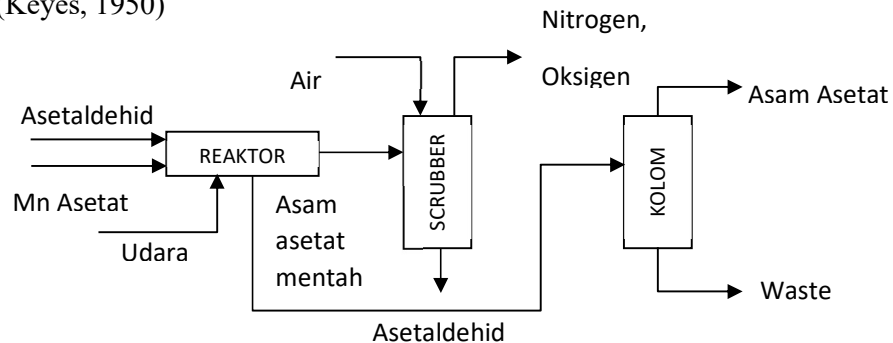 (Keyes, 1950)
Nitrogen,
Oksigen
Air
Asam Asetat
Asetaldehid
REAKTOR
SCRUBBER
KOLOM
Mn Asetat
Asam
asetat
mentah
Udara
Waste
Asetaldehid